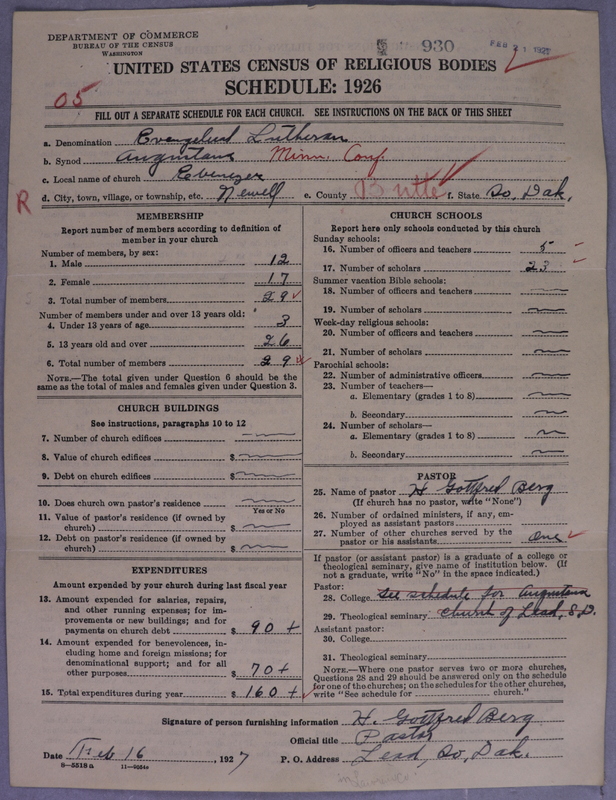 DEPARTMENT OF COMMERCE
BUREAU OF THE CENSUS
WASHINGTON
930
FEB 21 1927
UNITED STATES CENSUS OF RELIGIOUS BODIES
SCHEDULE: 1926
05
FILL OUT A SEPARATE SCHEDULE FOR EACH CHURCH. SEE INSTRUCTIONS ON THE BACK OF THIS SHEET
a. Denomination Evangelical Lutheran
b. Synod Augustana Minn. Conf.
c. Local name of church Ebenezer
R d. City, town, village, or township, etc. Newell e. County Butte f. State So. Dak.
MEMBERSHIP
Report number of members according to definition of
member in your church
Number of members, by sex:
1. Male 12
2. Female 17
3. Total number of members 29
Number of members under and over 13 years old:
4. Under 13 years of age 3
5. 13 years old and over 26
6. Total number of members 29
NOTE.—The total given under Question 6 should be the
same as the total of males and females given under Question 3.
CHURCH BUILDINGS
See instructions, paragraphs 10 to 12
7. Number of church edifices
8. Value of church edifices $
9. Debt on church edifices $
10. Does church own pastor's residence?
Yes or No
11. Value of pastor's residence (if owned by
church) $
12. Debt on pastor's residence (if owned by
church) $
EXPENDITURES
Amount expended by your church during last fiscal year
13. Amount expended for salaries, repairs,
and other running expenses; for im-
provements or new buildings; and for
payments on church debt $ 90 +
14. Amount expended for benevolences, in-
cluding home and foreign missions; for
denominational support; and for all
other purposes $ 70 +
15. Total expenditures during year $ 160 +
CHURCH SCHOOLS
Report here only schools conducted by this church
Sunday schools:
16. Number of officers and teachers 5
17. Number of scholars 23
Summer vacation Bible schools:
18. Number of officers and teachers
19. Number of scholars
Week-day religious schools:
20. Number of officers and teachers
21. Number of scholars
Parochial schools:
22. Number of administrative officers
23. Number of teachers—
a. Elementary (grades 1 to 8)
b. Secondary
24. Number of scholars—
a. Elementary (grades 1 to 8)
b. Secondary
PASTOR
25. Name of pastor H Gottfred Berg
(If church has no pastor, write "None")
26. Number of ordained ministers, if any, em-
ployed as assistant pastors
27. Number of other churches served by the
pastor or his assistants one
If pastor (or assistant pastor) is a graduate of a college or
theological seminary, give name of institution below. (If
not a graduate, write "No" in the space indicated.)
Pastor:
28. College See schedule for Augustana
29. Theological seminary church of Lead, S.D.
Assistant pastor:
30. College
31. Theological seminary
NOTE.—Where one pastor serves two or more churches,
Questions 28 and 29 should be answered only on the schedule
for one of the churches; on the schedules for the other churches,
write "See schedule for church."
Signature of person furnishing information H. Gottfred Berg
Official title Pastor
Date Feb 16, 1927 P. O. Address Lead, So. Dak.
8-5518a 11-9654